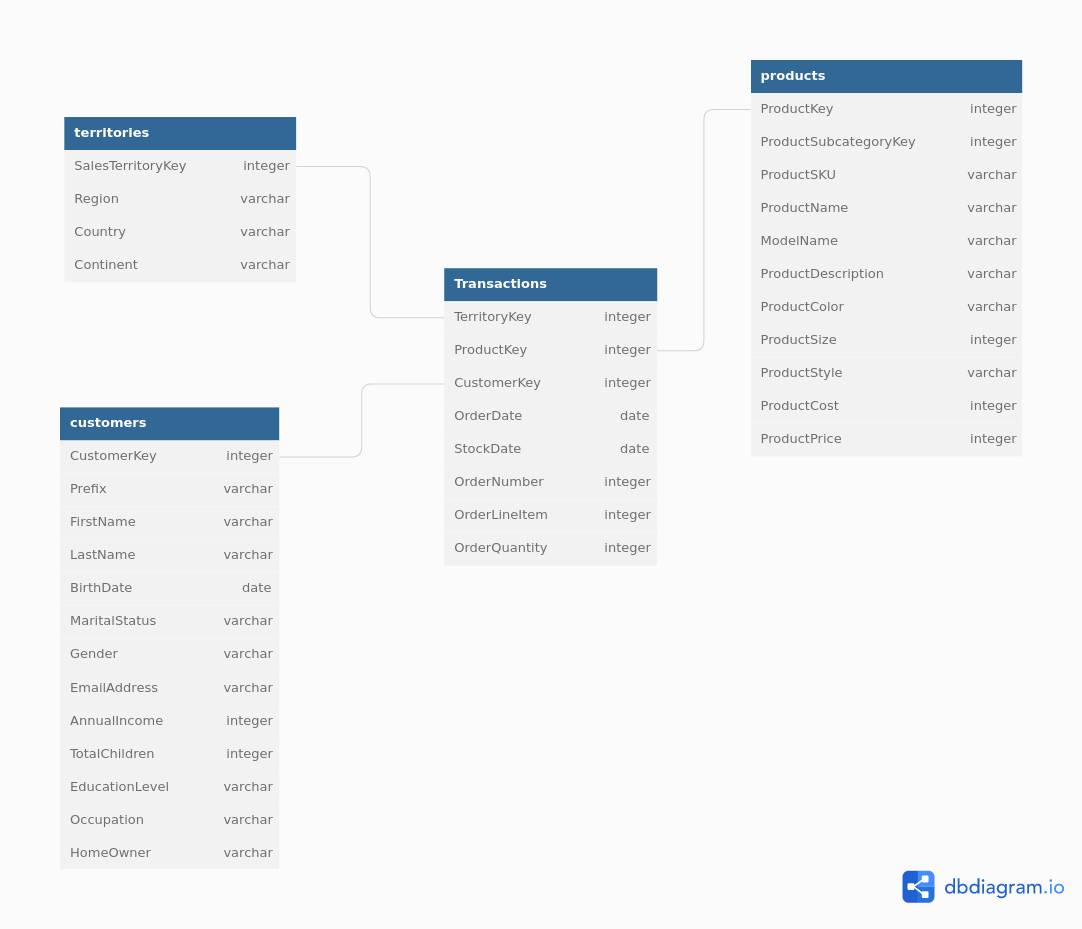 territories
SalesTerritoryKey integer
Region varchar
Country varchar
Continent varchar
customers
CustomerKey integer
Prefix varchar
FirstName varchar
LastName varchar
BirthDate date
MaritalStatus varchar
Gender varchar
EmailAddress varchar
AnnualIncome integer
TotalChildren integer
EducationLevel varchar
Occupation varchar
HomeOwner varchar
Transactions
TerritoryKey integer
ProductKey integer
CustomerKey integer
OrderDate date
StockDate date
OrderNumber integer
OrderLineItem integer
OrderQuantity integer
products
ProductKey integer
ProductSubcategoryKey integer
ProductSKU varchar
ProductName varchar
ModelName varchar
ProductDescription varchar
ProductColor varchar
ProductSize integer
ProductStyle varchar
ProductCost integer
ProductPrice integer
dbdiagram.io